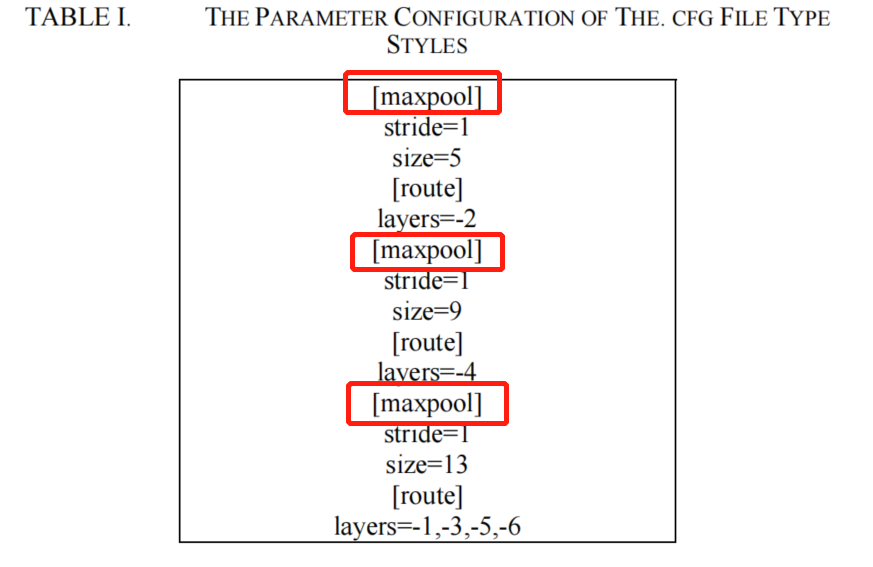 TABLE I. THE PARAMETER CONFIGURATION OF THE. CFG FILE TYPE
STYLES
[maxpool]
stride=1
size=5
[route]
layers=-2
[maxpool]
stride=1
size=9
[route]
layers=-4
[maxpool]
stride=1
size=13
[route]
layers=-1,-3,-5,-6